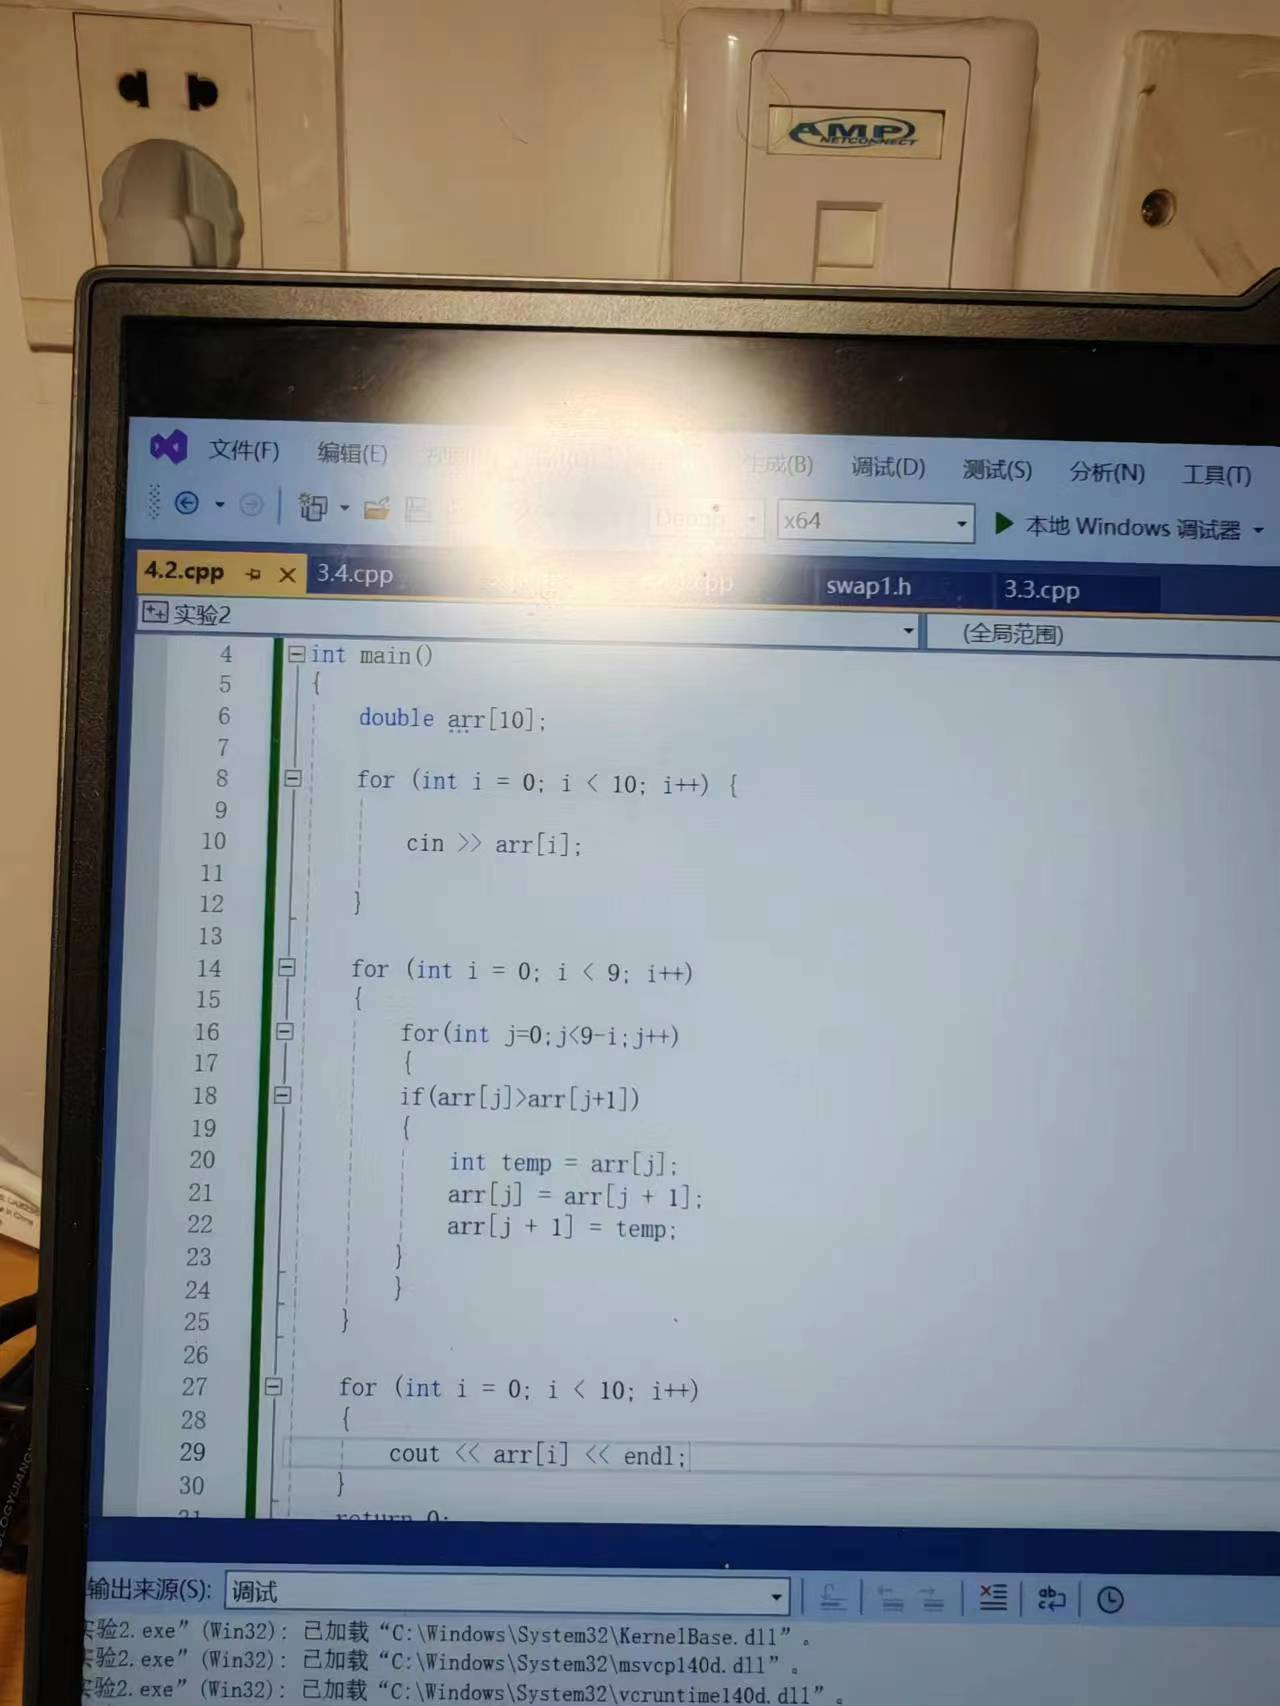 AMP
NETCONNECT
文件(F) 编辑(E) 生成(B) 调试(D) 测试(S) 分析(N) 工具(T)
Debug x64 本地 Windows 调试器
4.2.cpp 3.4.cpp swap1.h 3.3.cpp
实验2 (全局范围)
4 int main()
5 {
6 double arr[10];
7
8 for (int i = 0; i < 10; i++) {
9
10 cin >> arr[i];
11
12 }
13
14 for (int i = 0; i < 9; i++)
15 {
16 for(int j=0;j<9-i;j++)
17 {
18 if(arr[j]>arr[j+1])
19 {
20 int temp = arr[j];
21 arr[j] = arr[j + 1];
22 arr[j + 1] = temp;
23 }
24 }
25 }
26
27 for (int i = 0; i < 10; i++)
28 {
29 cout << arr[i] << endl;
30 }
31 return 0;
输出来源(S): 调试
实验2.exe” (Win32): 已加载 “C:\Windows\System32\KernelBase.dll”。
实验2.exe” (Win32): 已加载 “C:\Windows\System32\msvcp140d.dll”。
实验2.exe” (Win32): 已加载 “C:\Windows\System32\vcruntime140d.dll”。